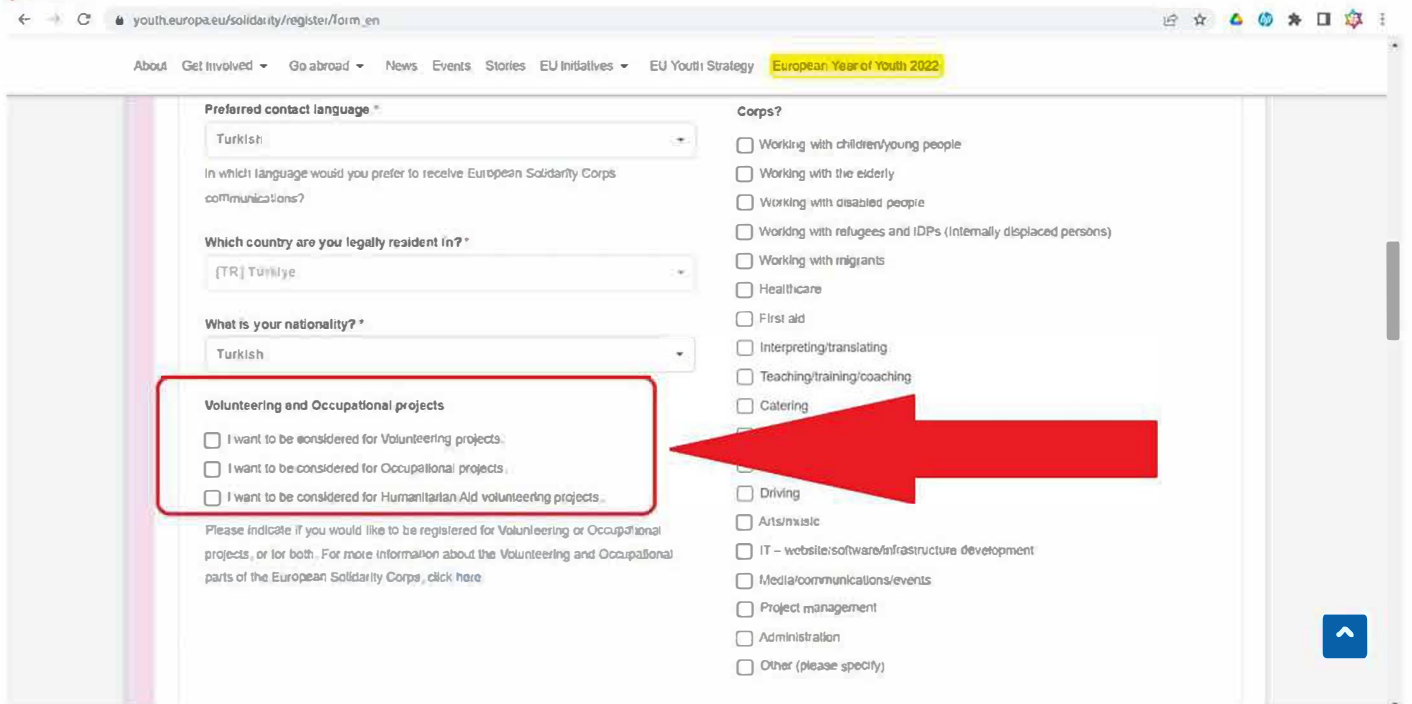 youth.europa.eu/solidarity/register/form_en
About Get involved Go abroad News Events Stories EU Initiatives EU Youth Strategy European Year of Youth 2022
Preferred contact language *
Turkish
In which language would you prefer to receive European Solidarity Corps
communications?
Which country are you legally resident in? *
[TR] Türkiye
What is your nationality? *
Turkish
Volunteering and Occupational projects
I want to be considered for Volunteering projects.
I want to be considered for Occupational projects.
I want to be considered for Humanitarian Aid volunteering projects.
Please indicate if you would like to be registered for Volunteering or Occupational
projects, or for both. For more information about the Volunteering and Occupational
parts of the European Solidarity Corps, click here
Corps?
Working with children/young people
Working with the elderly
Working with disabled people
Working with refugees and IDPs (Internally displaced persons)
Working with migrants
Healthcare
First aid
Interpreting/translating
Teaching/training/coaching
Catering
Driving
Arts/music
IT – website/software/infrastructure development
Media/communications/events
Project management
Administration
Other (please specify)